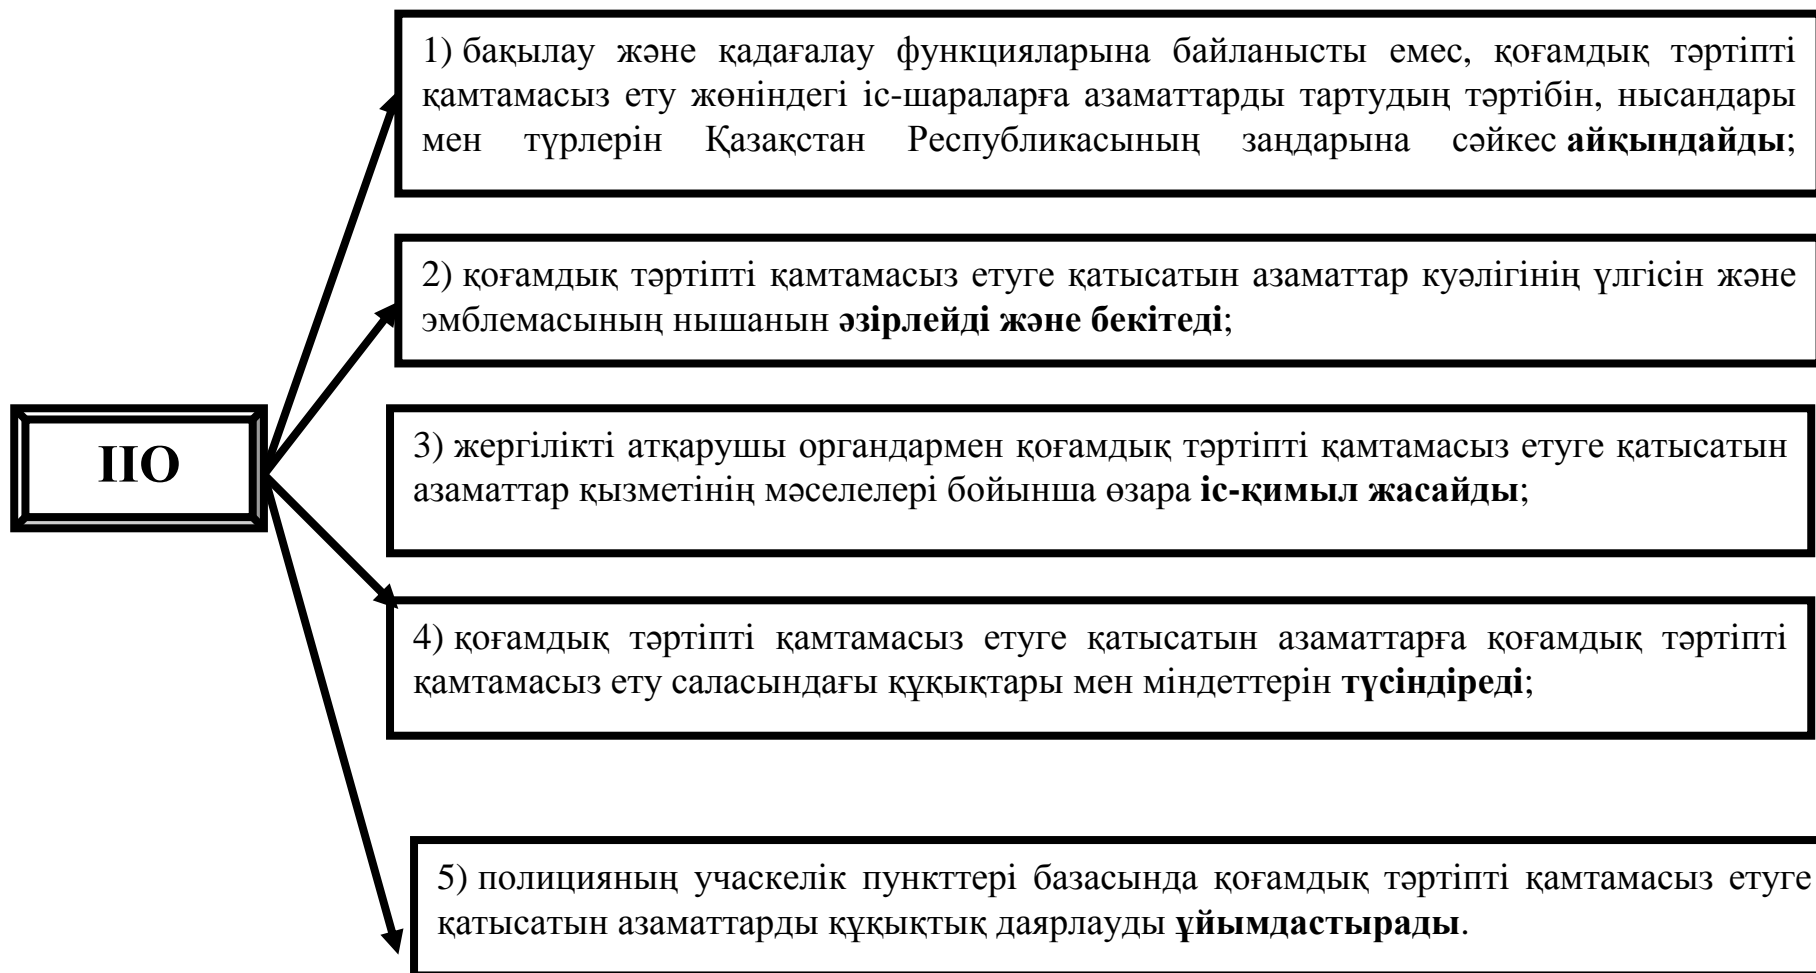 1) бақылау және қадағалау функцияларына байланысты емес, қоғамдық тәртіпті
қамтамасыз ету жөніндегі іс-шараларға азаматтарды тартудың тәртібін, нысандары
мен түрлерін Қазақстан Республикасының заңдарына сәйкес айқындайды;
2) қоғамдық тәртіпті қамтамасыз етуге қатысатын азаматтар куәлігінің үлгісін және
эмблемасының нышанын әзірлейді және бекітеді;
ІІО
3) жергілікті атқарушы органдармен қоғамдық тәртіпті қамтамасыз етуге қатысатын
азаматтар қызметінің мәселелері бойынша өзара іс-қимыл жасайды;
4) қоғамдық тәртіпті қамтамасыз етуге қатысатын азаматтарға қоғамдық тәртіпті
қамтамасыз ету саласындағы құқықтары мен міндеттерін түсіндіреді;
5) полицияның учаскелік пункттері базасында қоғамдық тәртіпті қамтамасыз етуге
қатысатын азаматтарды құқықтық даярлауды ұйымдастырады.